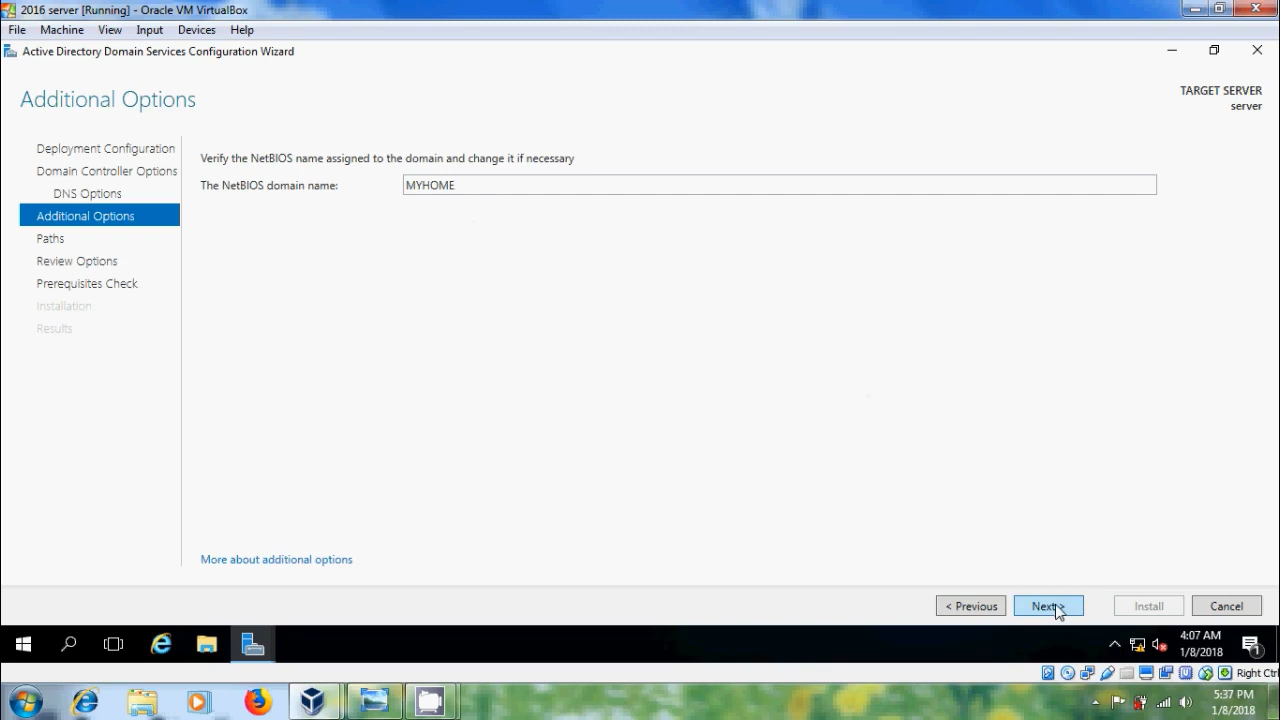 2016 server [Running] - Oracle VM VirtualBox
File Machine View Input Devices Help
Active Directory Domain Services Configuration Wizard
Additional Options
TARGET SERVER
server
Deployment Configuration
Domain Controller Options
DNS Options
Additional Options
Paths
Review Options
Prerequisites Check
Installation
Results
Verify the NetBIOS name assigned to the domain and change it if necessary
The NetBIOS domain name: MYHOME
More about additional options
< Previous Next > Install Cancel
4:07 AM
1/8/2018
1
Right Ctrl
5:37 PM
1/8/2018